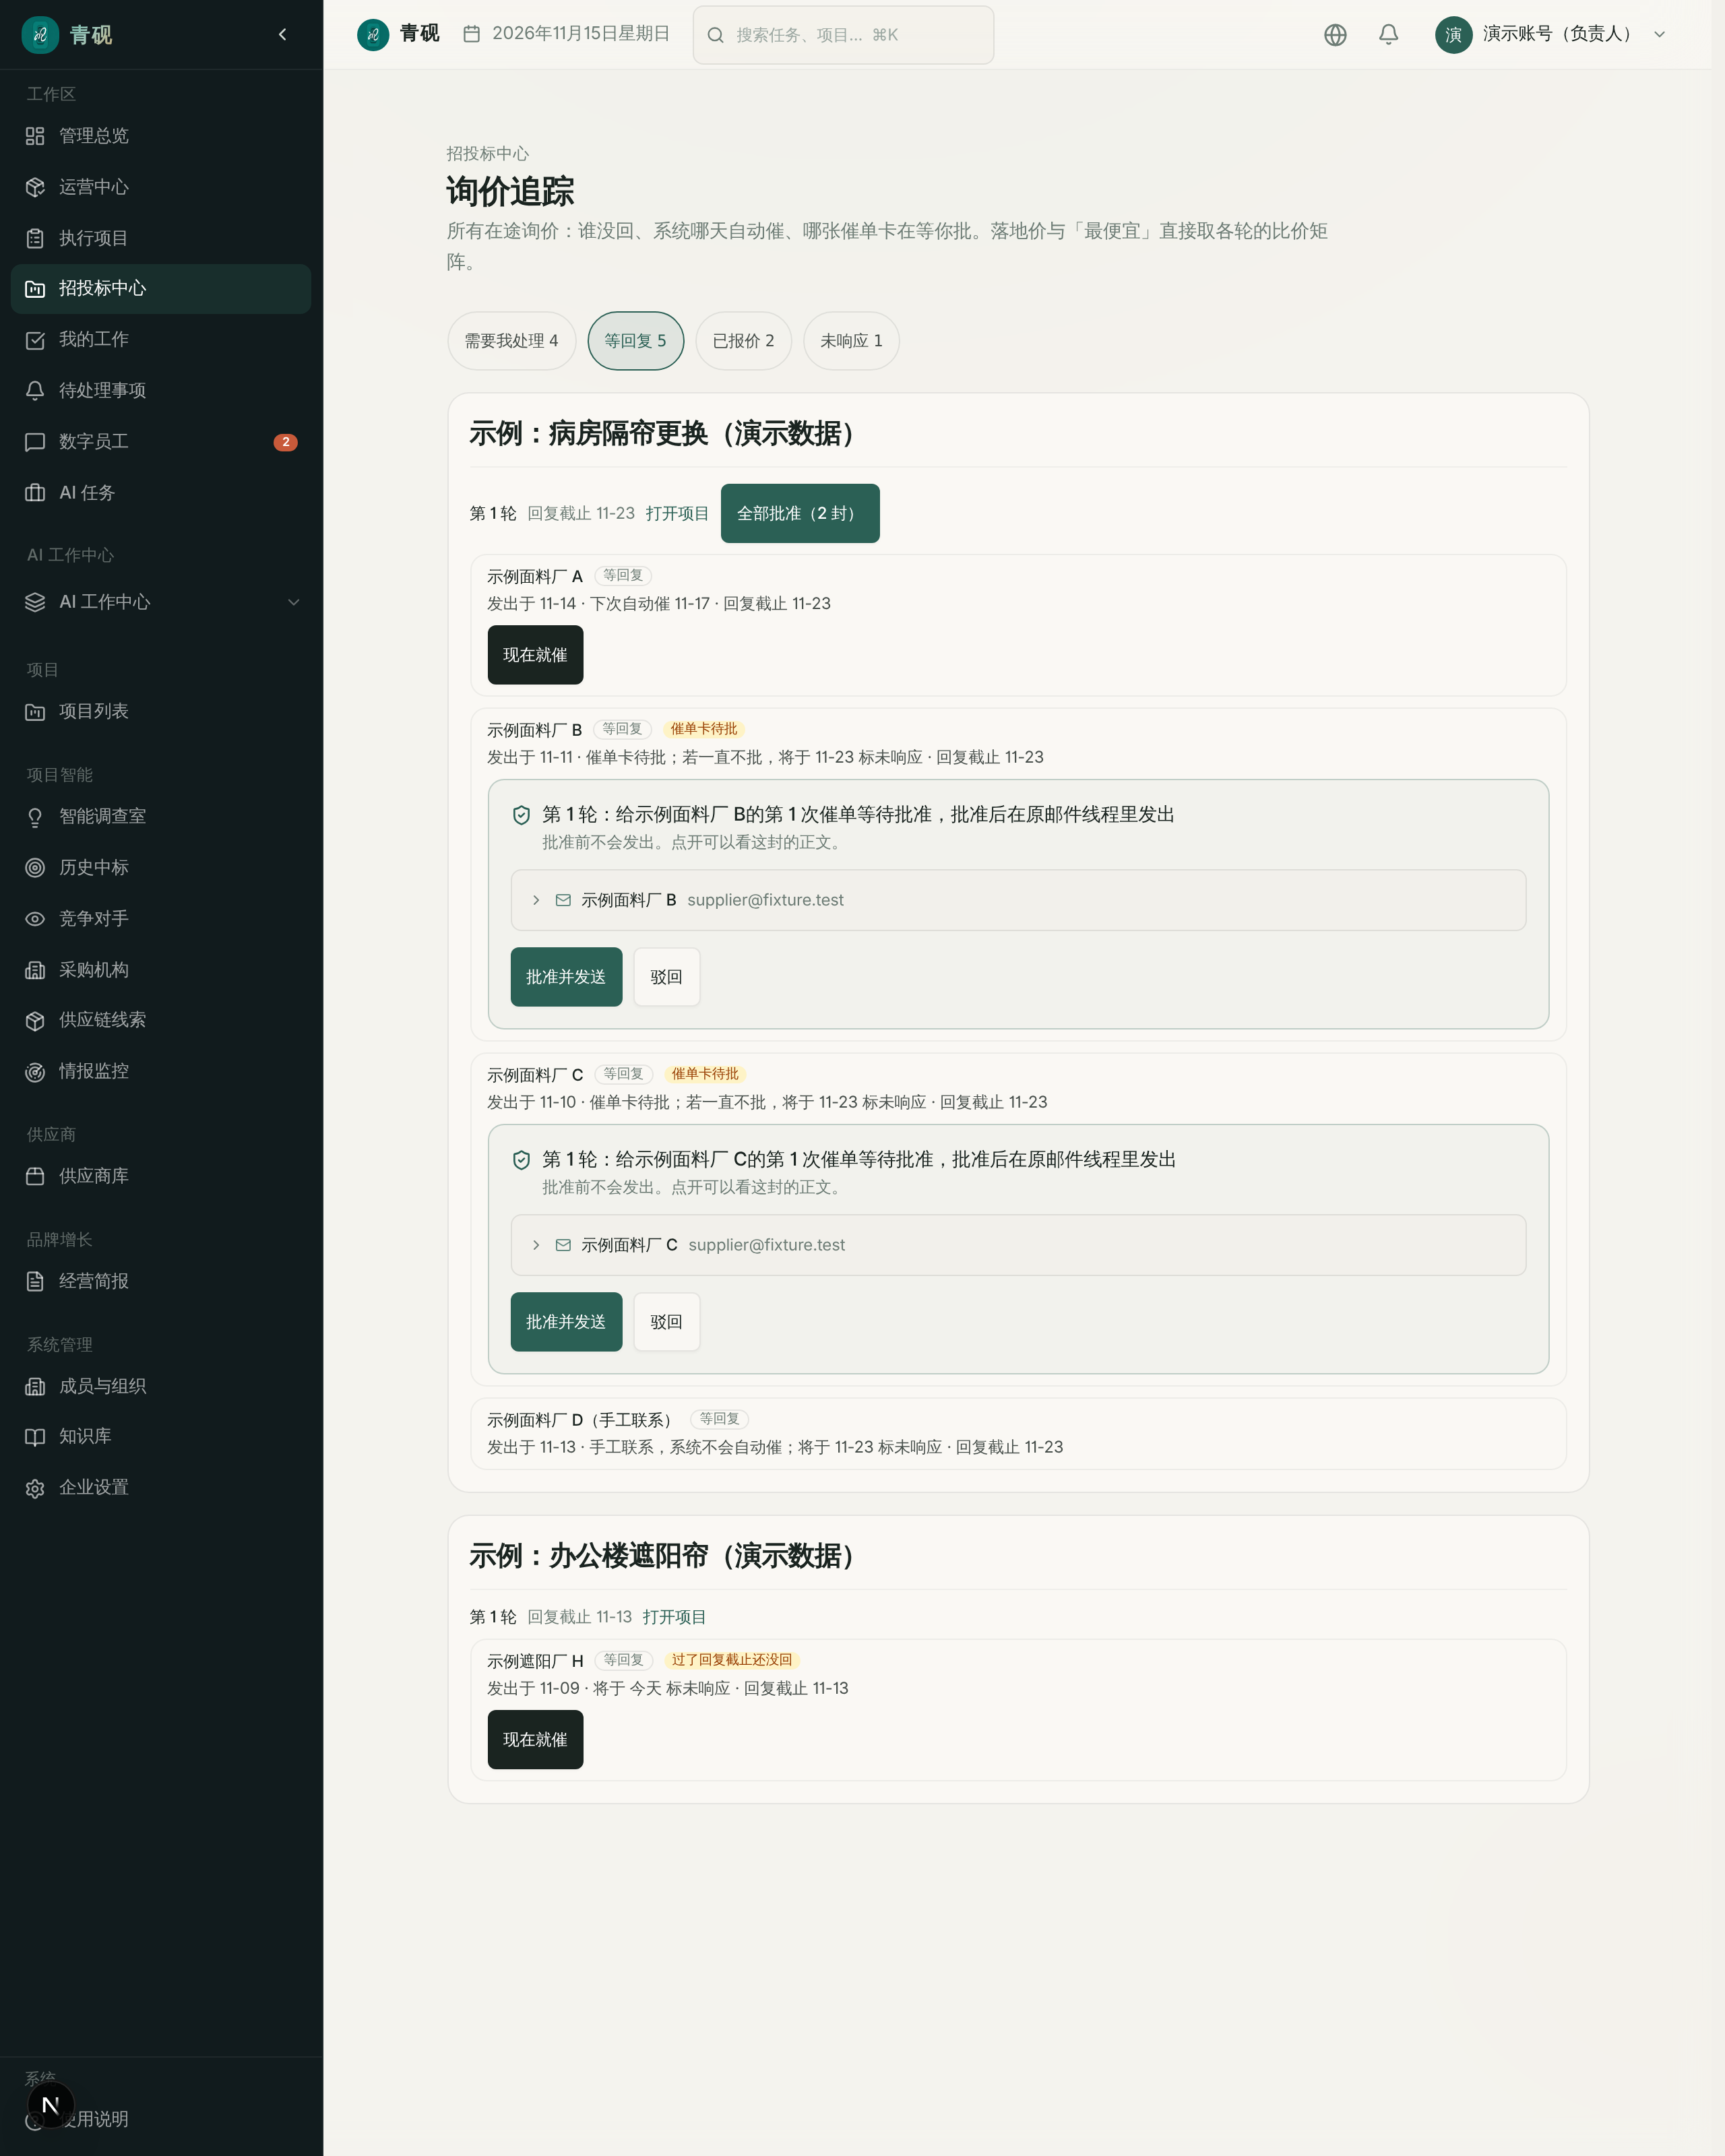 青砚
工作区
管理总览
运营中心
执行项目
招投标中心
我的工作
待处理事项
数字员工 2
AI 任务
AI 工作中心
AI 工作中心
项目
项目列表
项目智能
智能调查室
历史中标
竞争对手
采购机构
供应链线索
情报监控
供应商
供应商库
品牌增长
经营简报
系统管理
成员与组织
知识库
企业设置
系统
N
使用说明
青砚 2026年11月15日星期日 搜索任务、项目... ⌘K 演 演示账号（负责人）
招投标中心
询价追踪
所有在途询价：谁没回、系统哪天自动催、哪张催单卡在等你批。落地价与「最便宜」直接取各轮的比价矩
阵。
需要我处理 4 等回复 5 已报价 2 未响应 1
示例：病房隔帘更换（演示数据）
第 1 轮 回复截止 11-23 打开项目 全部批准（2 封）
示例面料厂 A 等回复
发出于 11-14 · 下次自动催 11-17 · 回复截止 11-23
现在就催
示例面料厂 B 等回复 催单卡待批
发出于 11-11 · 催单卡待批；若一直不批，将于 11-23 标未响应 · 回复截止 11-23
第 1 轮：给示例面料厂 B的第 1 次催单等待批准，批准后在原邮件线程里发出
批准前不会发出。点开可以看这封的正文。
示例面料厂 B supplier@fixture.test
批准并发送 驳回
示例面料厂 C 等回复 催单卡待批
发出于 11-10 · 催单卡待批；若一直不批，将于 11-23 标未响应 · 回复截止 11-23
第 1 轮：给示例面料厂 C的第 1 次催单等待批准，批准后在原邮件线程里发出
批准前不会发出。点开可以看这封的正文。
示例面料厂 C supplier@fixture.test
批准并发送 驳回
示例面料厂 D（手工联系） 等回复
发出于 11-13 · 手工联系，系统不会自动催；将于 11-23 标未响应 · 回复截止 11-23
示例：办公楼遮阳帘（演示数据）
第 1 轮 回复截止 11-13 打开项目
示例遮阳厂 H 等回复 过了回复截止还没回
发出于 11-09 · 将于 今天 标未响应 · 回复截止 11-13
现在就催